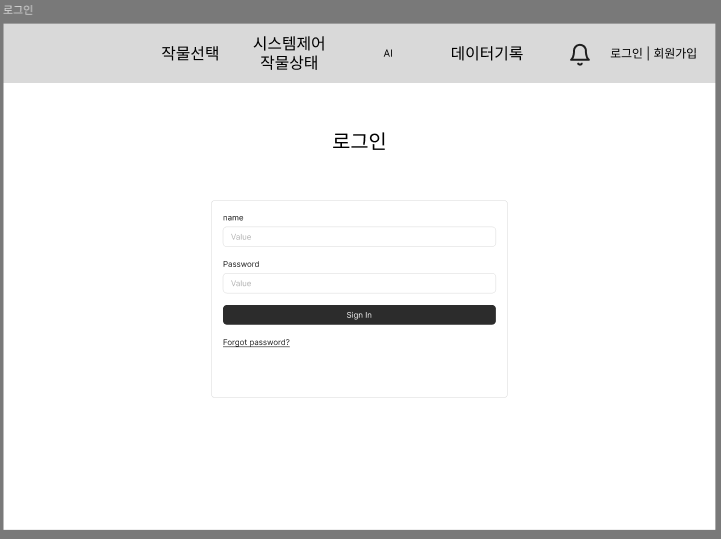 로그인
작물선택
시스템제어
작물상태
AI
데이터기록
로그인 | 회원가입
로그인
name
Value
Password
Value
Sign In
Forgot password?